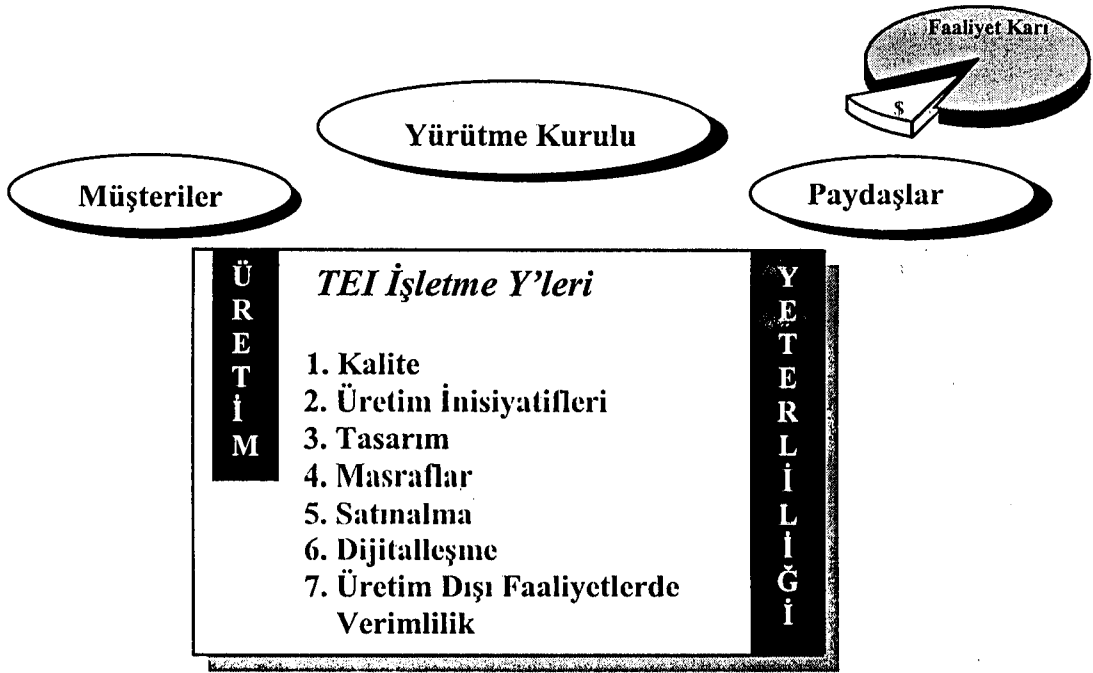 Faaliyet Karı
$
Yürütme Kurulu
Müşteriler
Paydaşlar
ÜRETİM
TEI İşletme Y'leri
1. Kalite
2. Üretim İnisiyatifleri
3. Tasarım
4. Masraflar
5. Satınalma
6. Dijitalleşme
7. Üretim Dışı Faaliyetlerde
Verimlilik
YETERLİLİĞİ